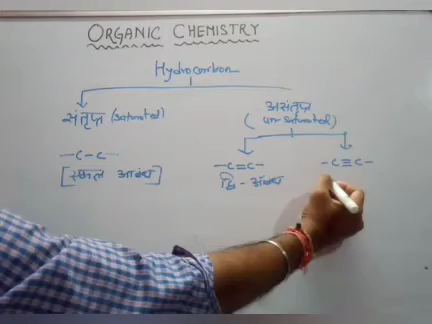 ORGANIC CHEMISTRY
Hydrocarbon
संतृप्त (saturated)
असंतृप्त
(un-saturated)
-C-C-
[एकल आबंध]
-C=C-
द्वि-आबंध
-C≡C-